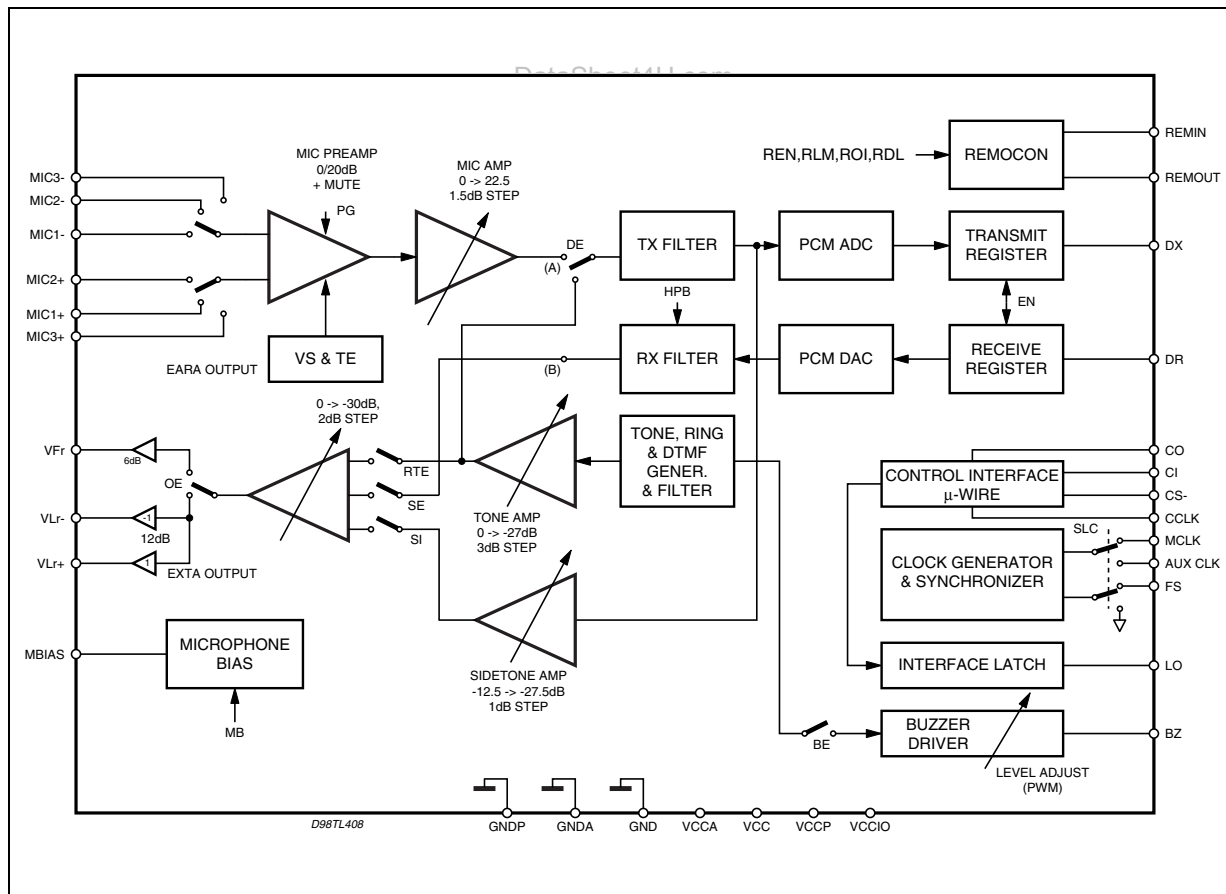 MIC3-
MIC2-
MIC1-
MIC2+
MIC1+
MIC3+
MIC PREAMP
0/20dB
+ MUTE
PG
MIC AMP
0 -> 22.5
1.5dB STEP
VS & TE
EARA OUTPUT
DE
(A)
TX FILTER
PCM ADC
TRANSMIT
REGISTER
REN,RLM,ROI,RDL
REMOCON
REMIN
REMOUT
DX
HPB
EN
(B)
RX FILTER
PCM DAC
RECEIVE
REGISTER
DR
0 -> -30dB,
2dB STEP
VFr
6dB
OE
VLr-
-1
12dB
VLr+
1
EXTA OUTPUT
RTE
SE
SI
TONE AMP
0 -> -27dB
3dB STEP
TONE, RING
& DTMF
GENER.
& FILTER
CONTROL INTERFACE
µ-WIRE
CO
CI
CS-
CCLK
SLC
MCLK
AUX CLK
FS
CLOCK GENERATOR
& SYNCHRONIZER
MBIAS
MICROPHONE
BIAS
MB
SIDETONE AMP
-12.5 -> -27.5dB
1dB STEP
INTERFACE LATCH
LO
BE
BUZZER
DRIVER
BZ
LEVEL ADJUST
(PWM)
D98TL408
GNDP
GNDA
GND
VCCA
VCC
VCCP
VCCIO